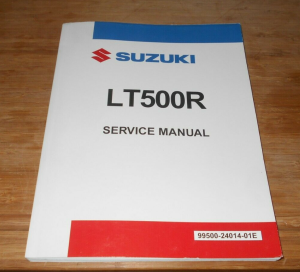 SUZUKI
LT500R
SERVICE MANUAL
99500-24014-01E